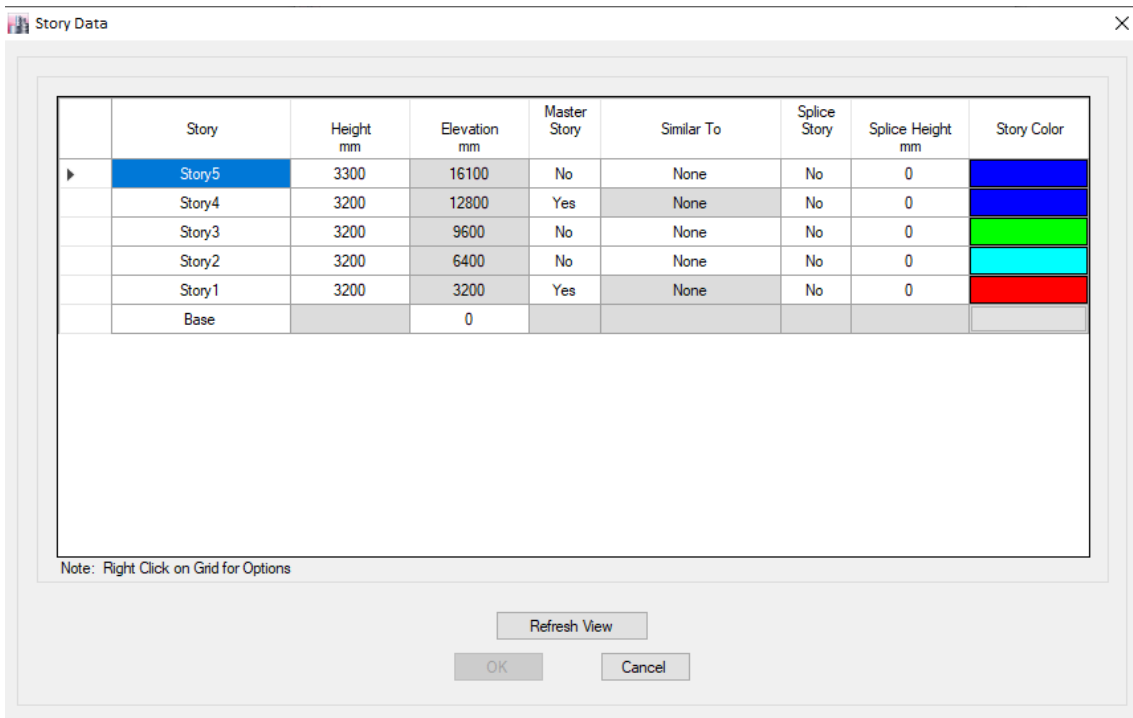 Story Data
Story Height mm Elevation mm Master Story Similar To Splice Story Splice Height mm Story Color
Story5 3300 16100 No None No 0
Story4 3200 12800 Yes None No 0
Story3 3200 9600 No None No 0
Story2 3200 6400 No None No 0
Story1 3200 3200 Yes None No 0
Base 0
Note: Right Click on Grid for Options
Refresh View
OK Cancel